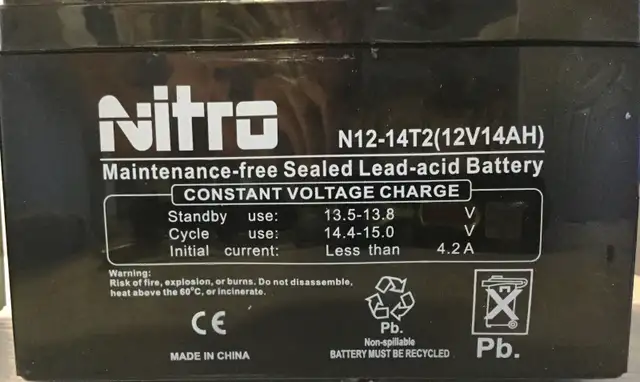 Nitro
N12-14T2(12V14AH)
Maintenance-free Sealed Lead-acid Battery
CONSTANT VOLTAGE CHARGE
Standby use: 13.5-13.8 V
Cycle use: 14.4-15.0 V
Initial current: Less than 4.2 A
Warning:
Risk of fire, explosion, or burns. Do not disassemble,
heat above the 60°C, or incinerate.
CE
MADE IN CHINA
Pb.
Non-spillable
BATTERY MUST BE RECYCLED
Pb.